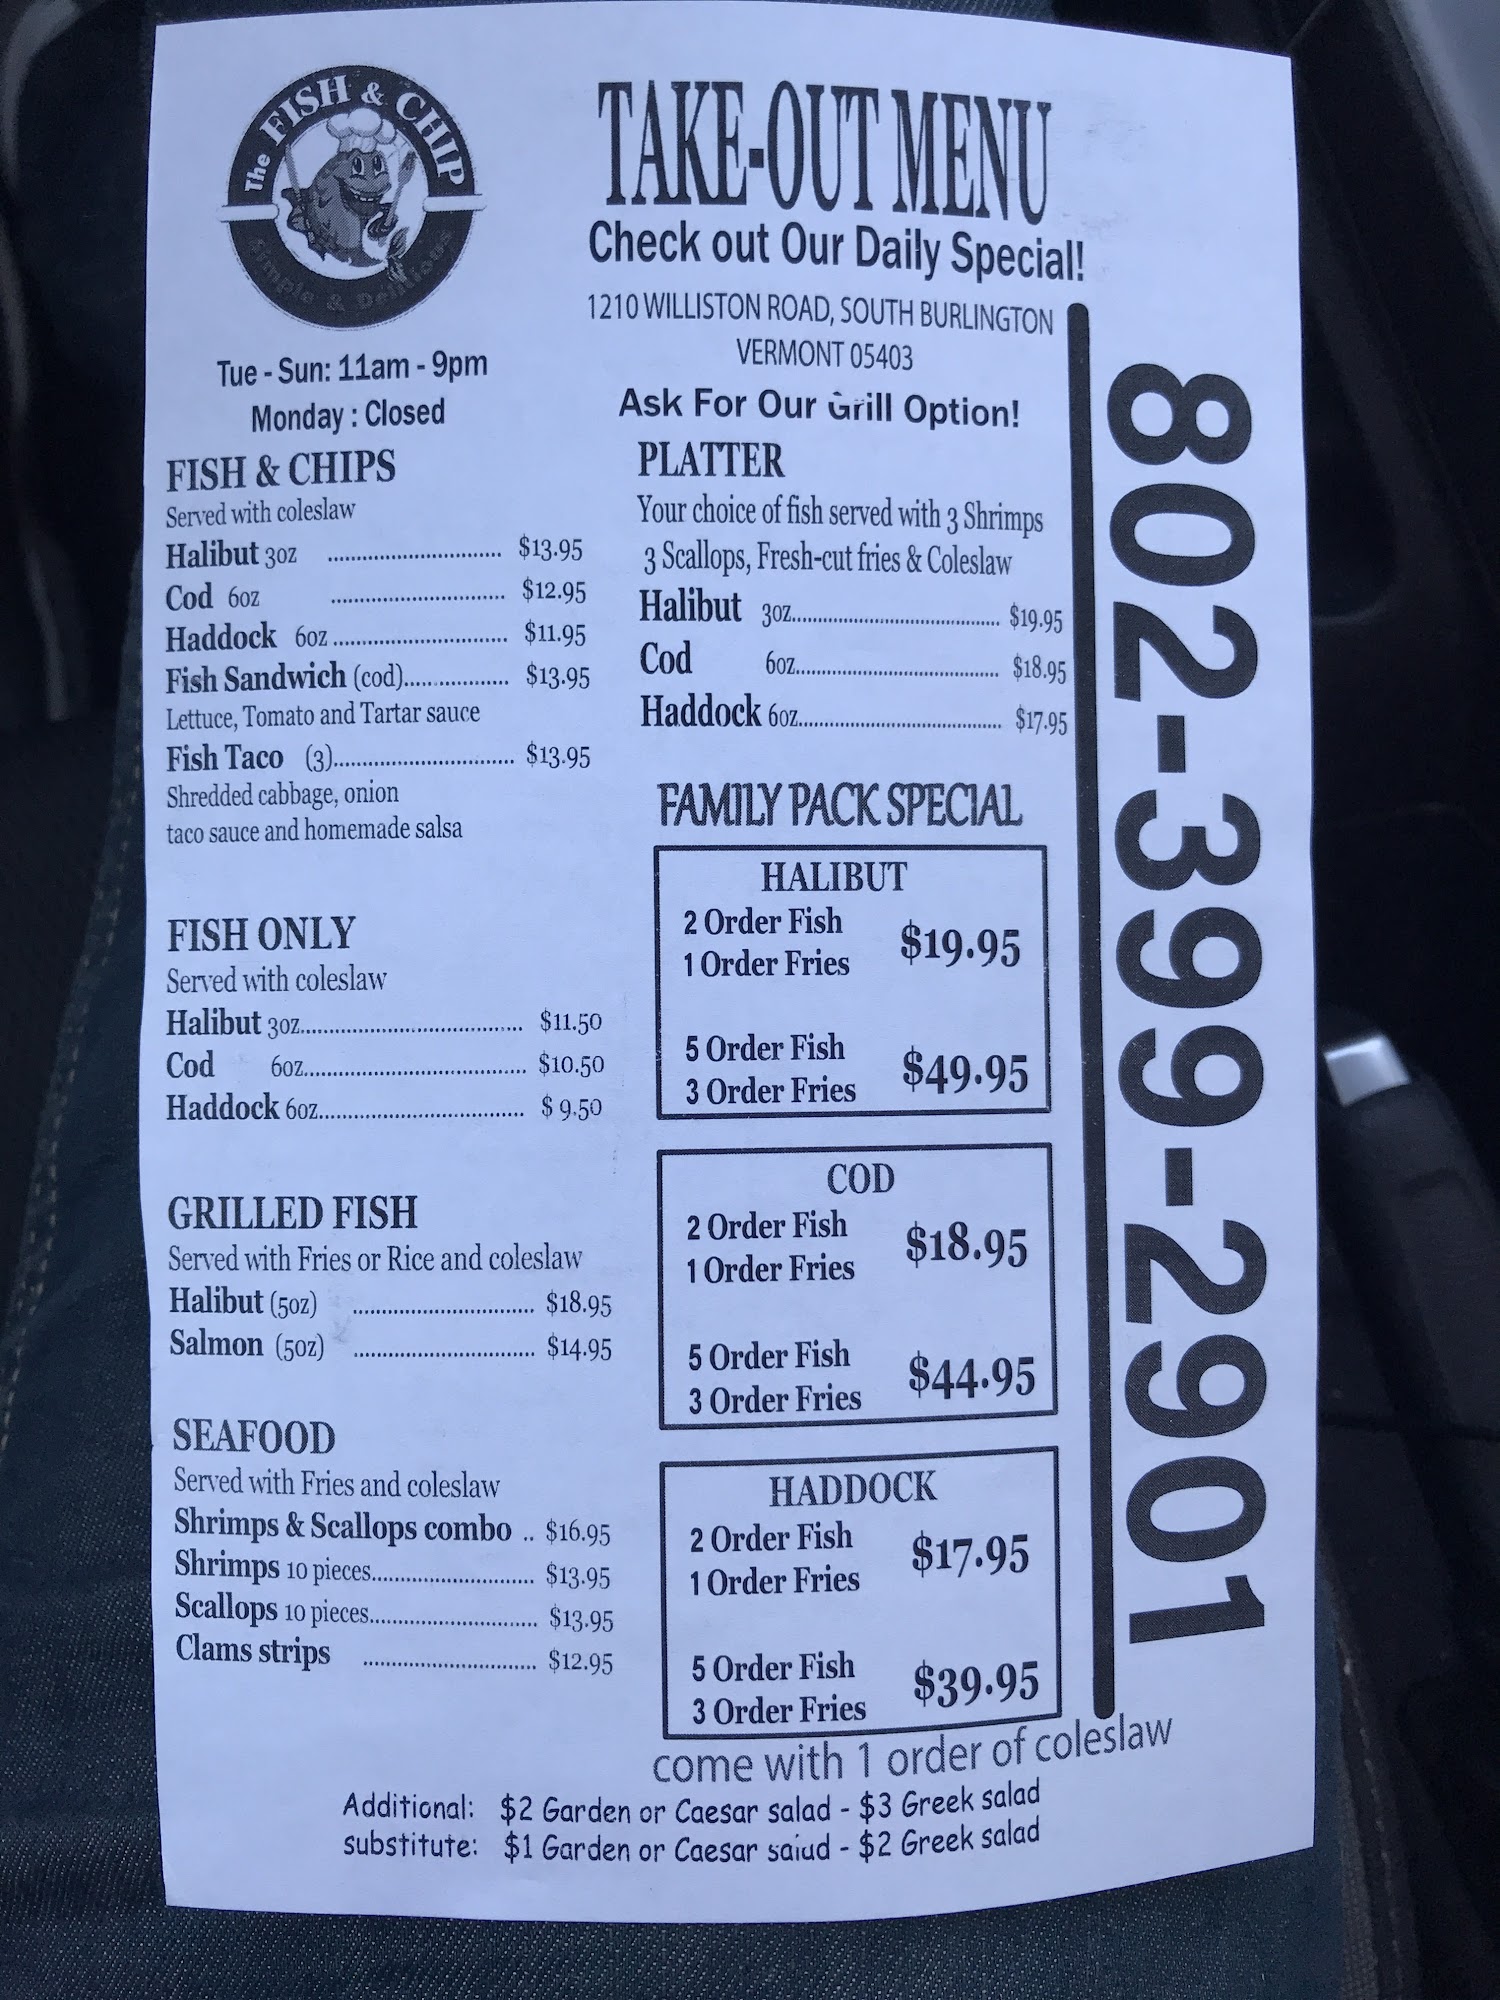 The FISH & CHIP
Simple & Delicious
TAKE-OUT MENU
Check out Our Daily Special!
1210 WILLISTON ROAD, SOUTH BURLINGTON
VERMONT 05403
Tue - Sun: 11am - 9pm
Monday : Closed
Ask For Our Grill Option!
FISH & CHIPS
Served with coleslaw
Halibut 3oz .............................. $13.95
Cod 6oz .............................. $12.95
Haddock 6oz .............................. $11.95
Fish Sandwich (cod).................. $13.95
Lettuce, Tomato and Tartar sauce
Fish Taco (3)............................... $13.95
Shredded cabbage, onion
taco sauce and homemade salsa
FISH ONLY
Served with coleslaw
Halibut 3oz...................................... $11.50
Cod 6oz...................................... $10.50
Haddock 6oz................................... $ 9.50
GRILLED FISH
Served with Fries or Rice and coleslaw
Halibut (5oz) ............................... $18.95
Salmon (5oz) ............................... $14.95
SEAFOOD
Served with Fries and coleslaw
Shrimps & Scallops combo .. $16.95
Shrimps 10 pieces............................ $13.95
Scallops 10 pieces............................. $13.95
Clams strips .............................. $12.95
PLATTER
Your choice of fish served with 3 Shrimps
3 Scallops, Fresh-cut fries & Coleslaw
Halibut 3oz.................................... $19.95
Cod 6oz................................... $18.95
Haddock 6oz................................... $17.95
FAMILY PACK SPECIAL
HALIBUT
2 Order Fish
1 Order Fries $19.95
5 Order Fish
3 Order Fries $49.95
COD
2 Order Fish
1 Order Fries $18.95
5 Order Fish
3 Order Fries $44.95
HADDOCK
2 Order Fish
1 Order Fries $17.95
5 Order Fish
3 Order Fries $39.95
come with 1 order of coleslaw
802-399-2901
Additional: $2 Garden or Caesar salad - $3 Greek salad
substitute: $1 Garden or Caesar salad - $2 Greek salad